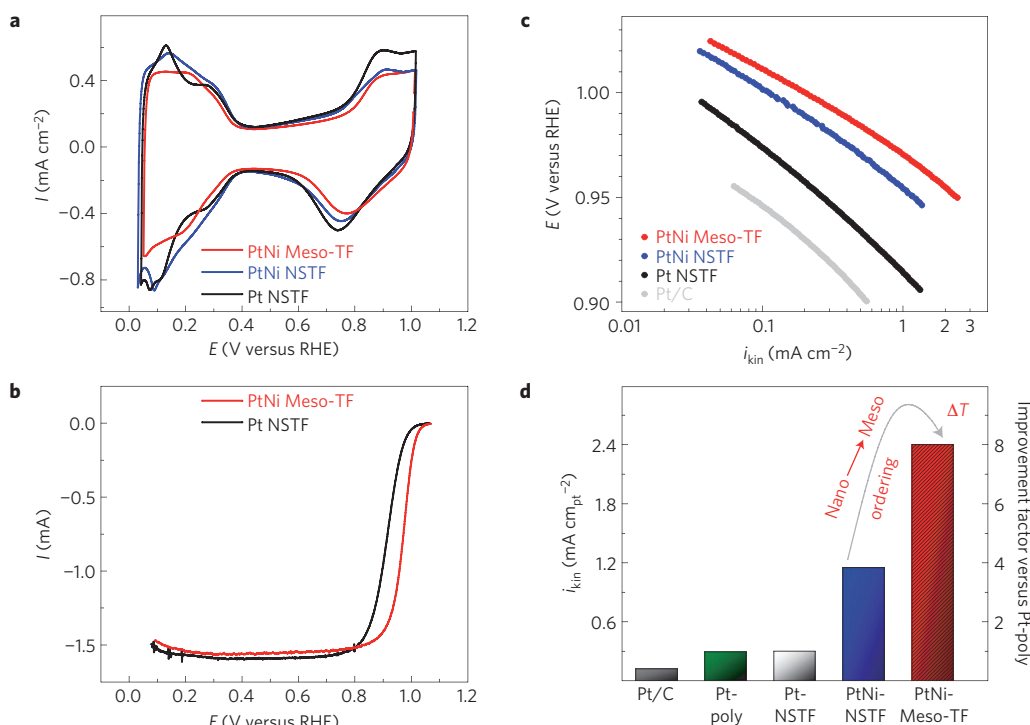 a
I (mA cm⁻²)
0.4
0.0
−0.4
−0.8
PtNi Meso-TF
PtNi NSTF
Pt NSTF
0.0 0.2 0.4 0.6 0.8 1.0 1.2
E (V versus RHE)
c
E (V versus RHE)
1.00
0.95
0.90
PtNi Meso-TF
PtNi NSTF
Pt NSTF
Pt/C
0.01 0.1 1 2 3
i_kin (mA cm⁻²)
b
PtNi Meso-TF
Pt NSTF
I (mA)
0.0
−0.5
−1.0
−1.5
0.0 0.2 0.4 0.6 0.8 1.0 1.2
E (V versus RHE)
d
i_kin (mA cm_pt⁻²)
2.4
1.8
1.2
0.6
Nano Meso
ordering
ΔT
8
6
4
2
Improvement factor versus Pt-poly
Pt/C Pt-poly Pt-NSTF PtNi-NSTF PtNi-Meso-TF